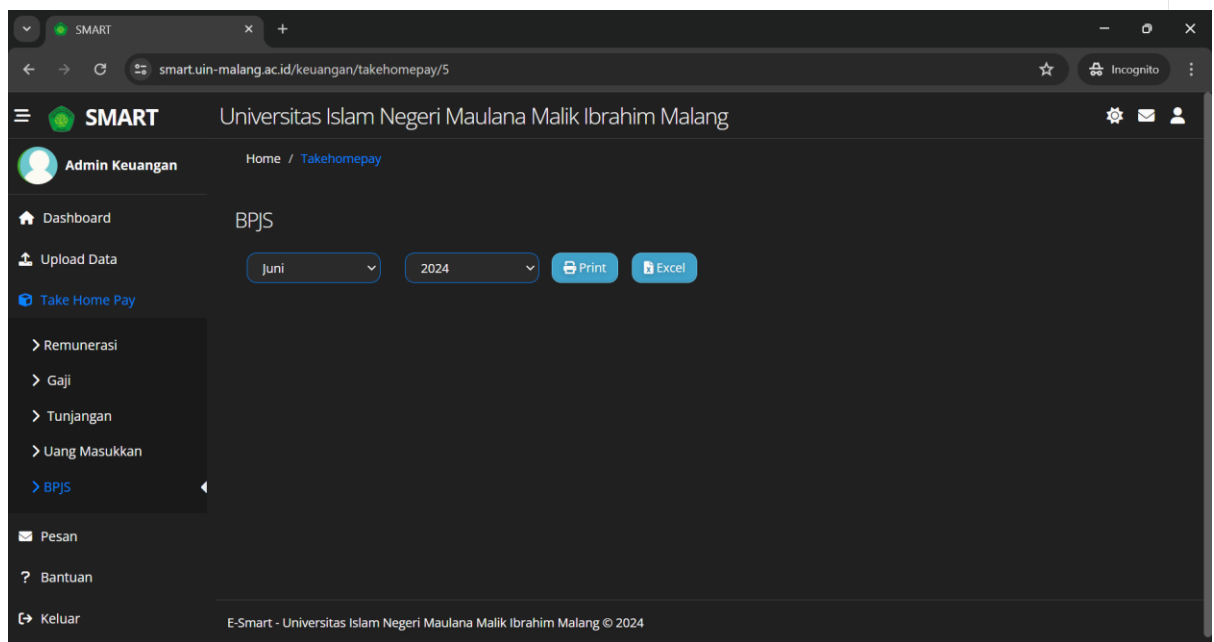 SMART
smart.uin-malang.ac.id/keuangan/takehomepay/5
Incognito
SMART
Universitas Islam Negeri Maulana Malik Ibrahim Malang
Admin Keuangan
Home / Takehomepay
Dashboard
Upload Data
Take Home Pay
Remunerasi
Gaji
Tunjangan
Uang Masukkan
BPJS
Pesan
? Bantuan
Keluar
BPJS
Juni
2024
Print
Excel
E-Smart - Universitas Islam Negeri Maulana Malik Ibrahim Malang © 2024